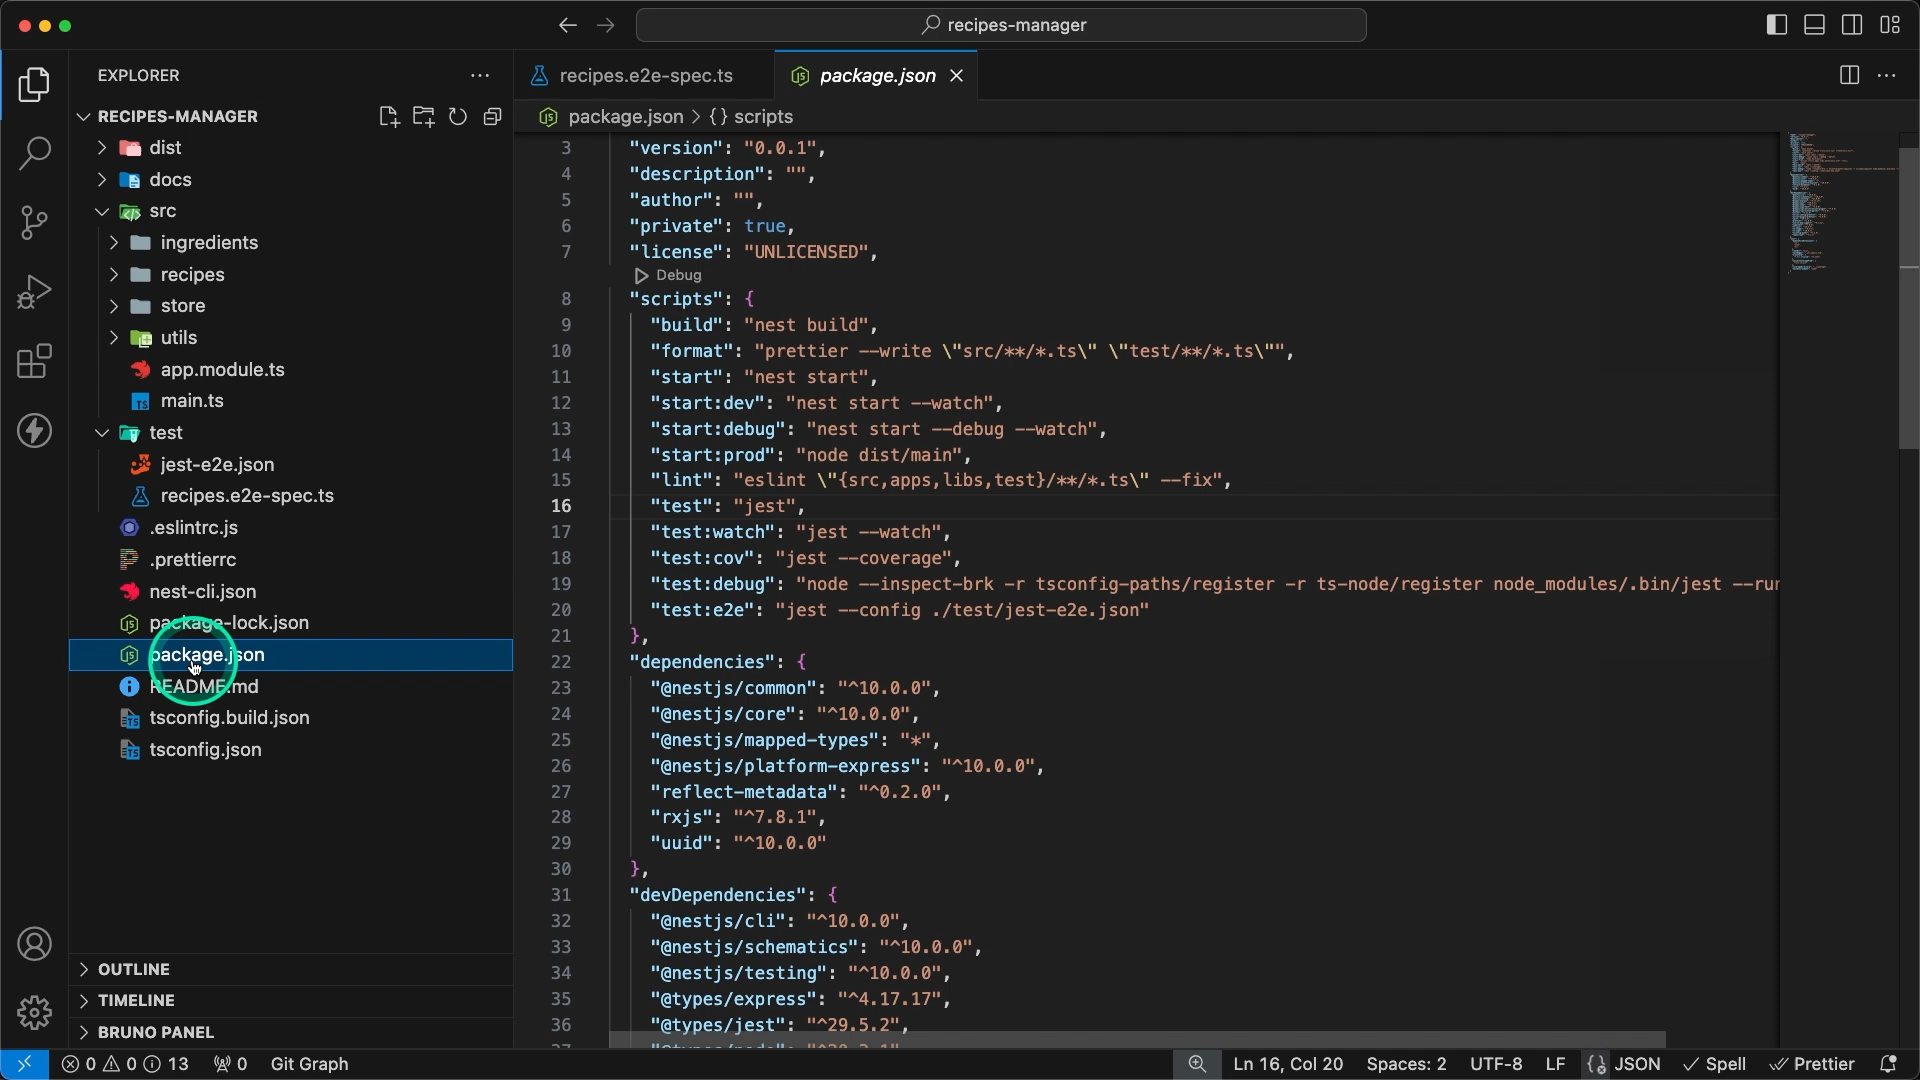 recipes-manager
EXPLORER
RECIPES-MANAGER
dist
docs
src
ingredients
recipes
store
utils
app.module.ts
main.ts
test
jest-e2e.json
recipes.e2e-spec.ts
.eslintrc.js
.prettierrc
nest-cli.json
package-lock.json
package.json
README.md
tsconfig.build.json
tsconfig.json
OUTLINE
TIMELINE
BRUNO PANEL
recipes.e2e-spec.ts
package.json
package.json > {} scripts
3 "version": "0.0.1",
4 "description": "",
5 "author": "",
6 "private": true,
7 "license": "UNLICENSED",
Debug
8 "scripts": {
9 "build": "nest build",
10 "format": "prettier --write \"src/**/*.ts\" \"test/**/*.ts\"",
11 "start": "nest start",
12 "start:dev": "nest start --watch",
13 "start:debug": "nest start --debug --watch",
14 "start:prod": "node dist/main",
15 "lint": "eslint \"{src,apps,libs,test}/**/*.ts\" --fix",
16 "test": "jest",
17 "test:watch": "jest --watch",
18 "test:cov": "jest --coverage",
19 "test:debug": "node --inspect-brk -r tsconfig-paths/register -r ts-node/register node_modules/.bin/jest --run
20 "test:e2e": "jest --config ./test/jest-e2e.json"
21 },
22 "dependencies": {
23 "@nestjs/common": "^10.0.0",
24 "@nestjs/core": "^10.0.0",
25 "@nestjs/mapped-types": "*",
26 "@nestjs/platform-express": "^10.0.0",
27 "reflect-metadata": "^0.2.0",
28 "rxjs": "^7.8.1",
29 "uuid": "^10.0.0"
30 },
31 "devDependencies": {
32 "@nestjs/cli": "^10.0.0",
33 "@nestjs/schematics": "^10.0.0",
34 "@nestjs/testing": "^10.0.0",
35 "@types/express": "^4.17.17",
36 "@types/jest": "^29.5.2",
0 0 13 0 Git Graph Ln 16, Col 20 Spaces: 2 UTF-8 LF {} JSON Spell Prettier